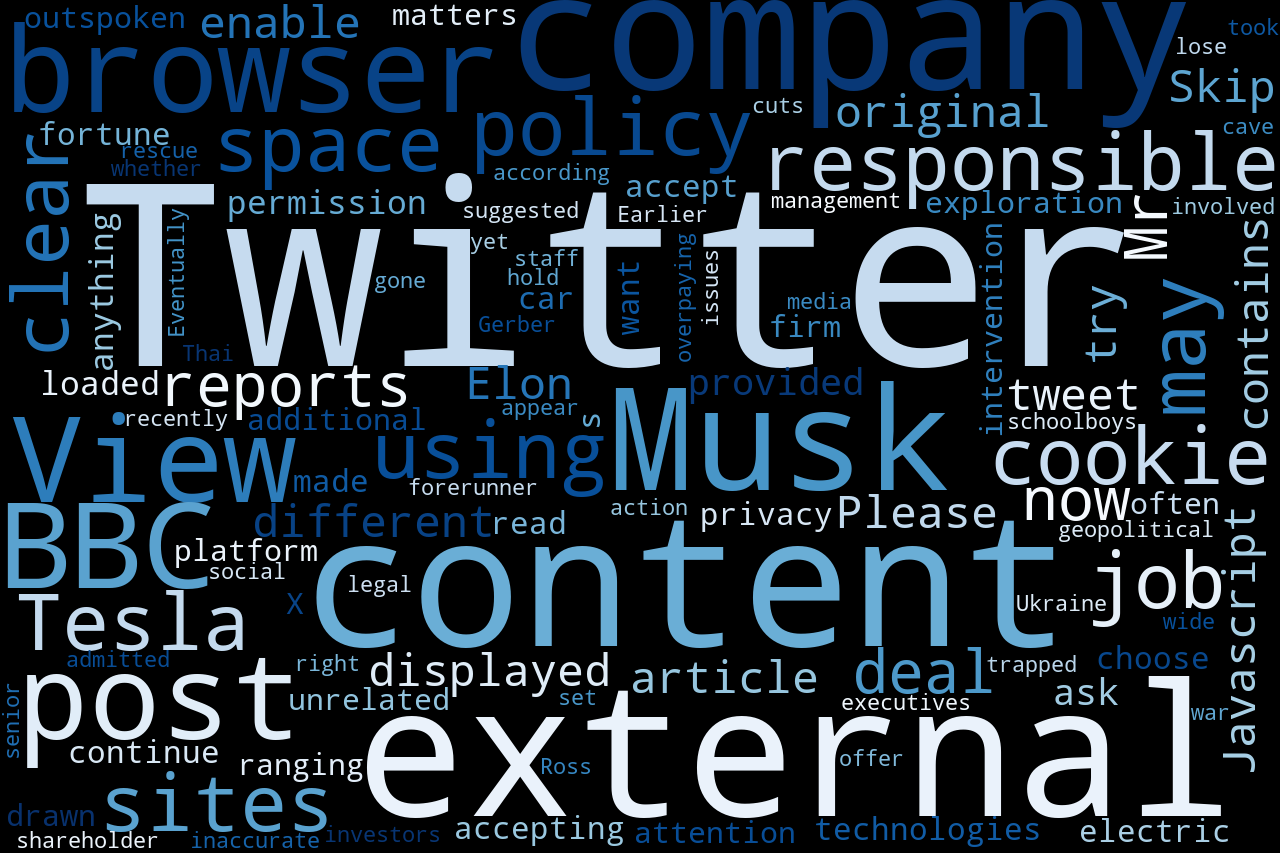 outspoken
enable
matters
company
took
browser
lose
Skip
cuts
original
policy
space
fortune
clear
cave
rescue
whether
responsible
according
accept
permission
management
exploration
involved
suggested
Earlier
Mr
Twitter
anything
Eventually
yet
staff
gone
hold
car
want
overpaying
issues
media
firm
Gerber
intervention
try
may
contains
Thai
loaded
reports
Elon
provided
tweet
appear
s
recently
additional
schoolboys
View
using
Musk
cookie
made
forerunner
BBC
different
read
action
privacy
Please
now
often
geopolitical
platform
social
content
legal
X
Ukraine
job
Javascript
Tesla
wide
admitted
right
displayed
article
deal
trapped
choose
post
unrelated
set
executives
ask
war
senior
continue
ranging
Ross
external
offer
sites
drawn
shareholder
inaccurate
investors
accepting
attention
technologies
electric